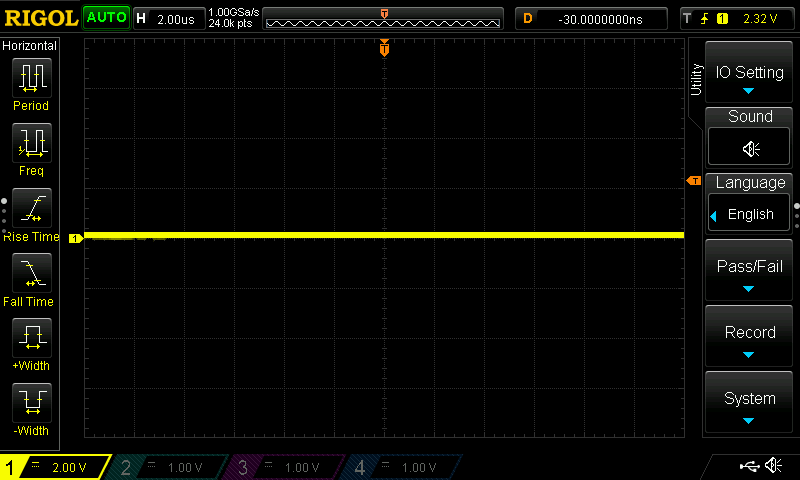 RIGOL AUTO H 2.00us 1.00GSa/s D -30.0000000ns T 1 2.32 V
24.0k pts
T
Horizontal
T
Period
Freq
Rise Time
Fall Time
+Width
-Width
1
T
Utility
IO Setting
Sound
Language
English
Pass/Fail
Record
System
1 2.00 V 2 1.00 V 3 1.00 V 4 1.00 V